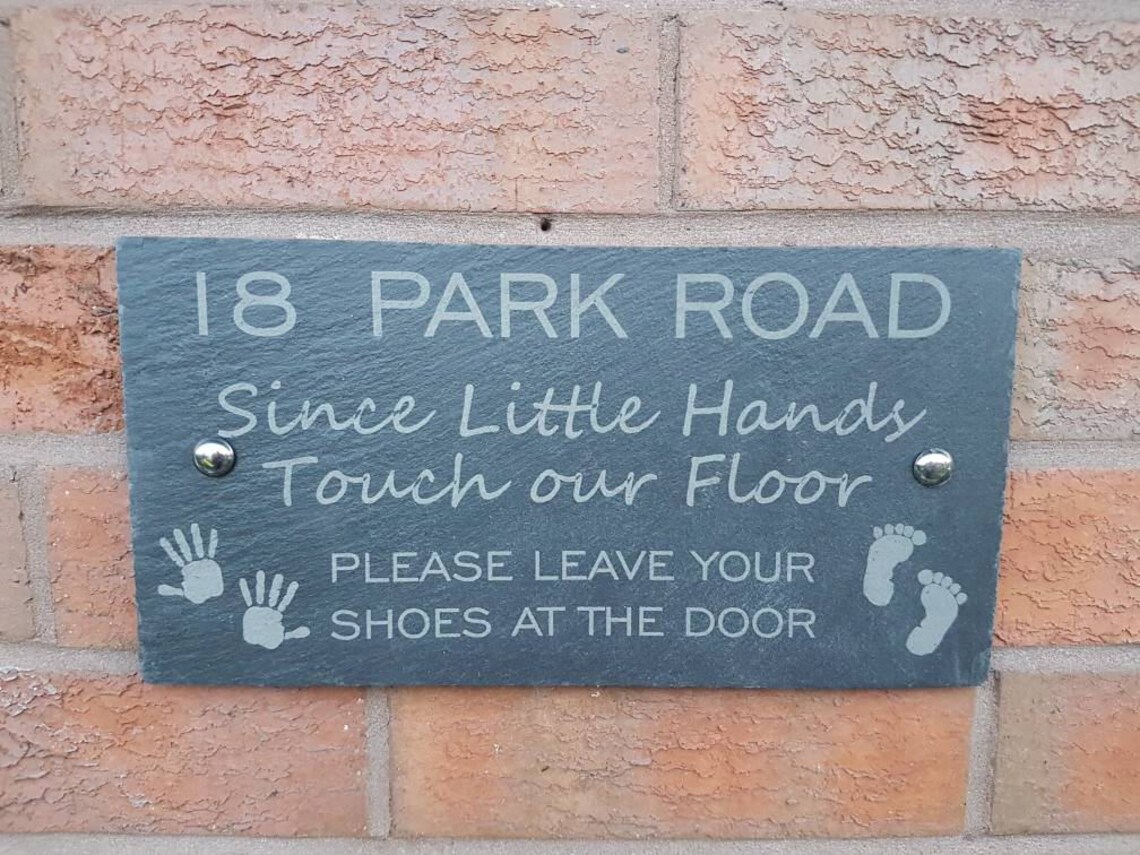 18 PARK ROAD
Since Little Hands
Touch our Floor
PLEASE LEAVE YOUR
SHOES AT THE DOOR